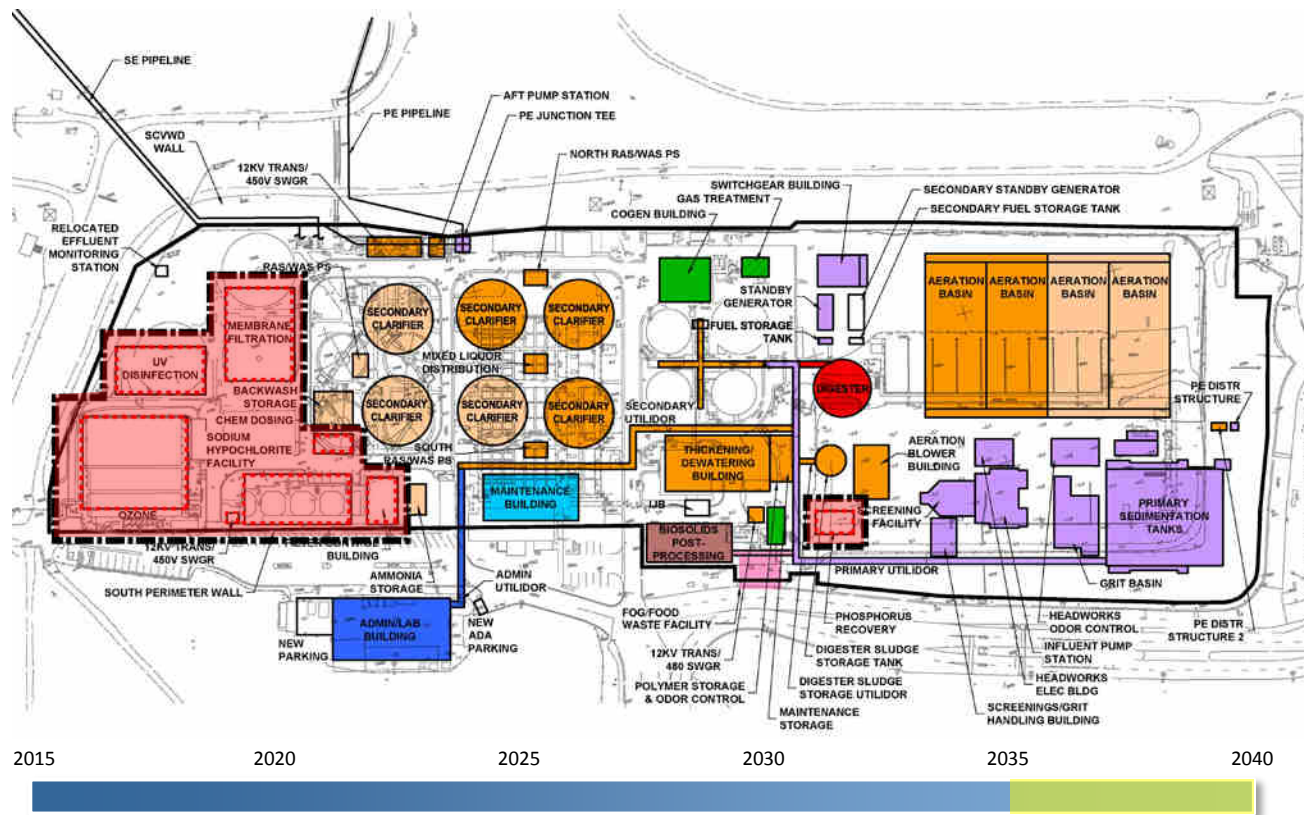 SE PIPELINE
AFT PUMP STATION
PE JUNCTION TEE
PE PIPELINE
SCVWD
WALL
12KV TRANS/
450V SWGR
NORTH RAS/WAS PS
SWITCHGEAR BUILDING
GAS TREATMENT
COGEN BUILDING
SECONDARY STANDBY GENERATOR
SECONDARY FUEL STORAGE TANK
RELOCATED
EFFLUENT
MONITORING
STATION
RAS/WAS PS
STANDBY
GENERATOR
FUEL STORAGE
TANK
AERATION
BASIN
AERATION
BASIN
AERATION
BASIN
AERATION
BASIN
MEMBRANE
FILTRATION
SECONDARY
CLARIFIER
SECONDARY
CLARIFIER
SECONDARY
CLARIFIER
UV
DISINFECTION
MIXED LIQUOR
DISTRIBUTION
BACKWASH
STORAGE
DIGESTER
PE DISTR
STRUCTURE
CHEM DOSING
SECONDARY
CLARIFIER
SECONDARY
CLARIFIER
SECONDARY
CLARIFIER
SECONDARY
UTILIDOR
SODIUM
HYPOCHLORITE
FACILITY
SOUTH
RAS/WAS PS
THICKENING/
DEWATERING
BUILDING
AERATION
BLOWER BUILDING
MAINTENANCE
BUILDING
IJB
SCREENING
FACILITY
PRIMARY
SEDIMENTATION
TANKS
OZONE
BIOSOLIDS
POST-
PROCESSING
12KV TRANS/
450V SWGR
BUILDING
AMMONIA
STORAGE
PRIMARY UTILIDOR
GRIT BASIN
SOUTH PERIMETER WALL
ADMIN
UTILIDOR
ADMIN/LAB
BUILDING
NEW
PARKING
NEW
ADA
PARKING
FOG/FOOD
WASTE FACILITY
PHOSPHORUS
RECOVERY
HEADWORKS
ODOR CONTROL
PE DISTR
STRUCTURE 2
12KV TRANS/
480 SWGR
DIGESTER SLUDGE
STORAGE TANK
INFLUENT PUMP
STATION
POLYMER STORAGE
& ODOR CONTROL
DIGESTER SLUDGE
STORAGE UTILIDOR
HEADWORKS
ELEC BLDG
MAINTENANCE
STORAGE
SCREENINGS/GRIT
HANDLING BUILDING
2015 2020 2025 2030 2035 2040